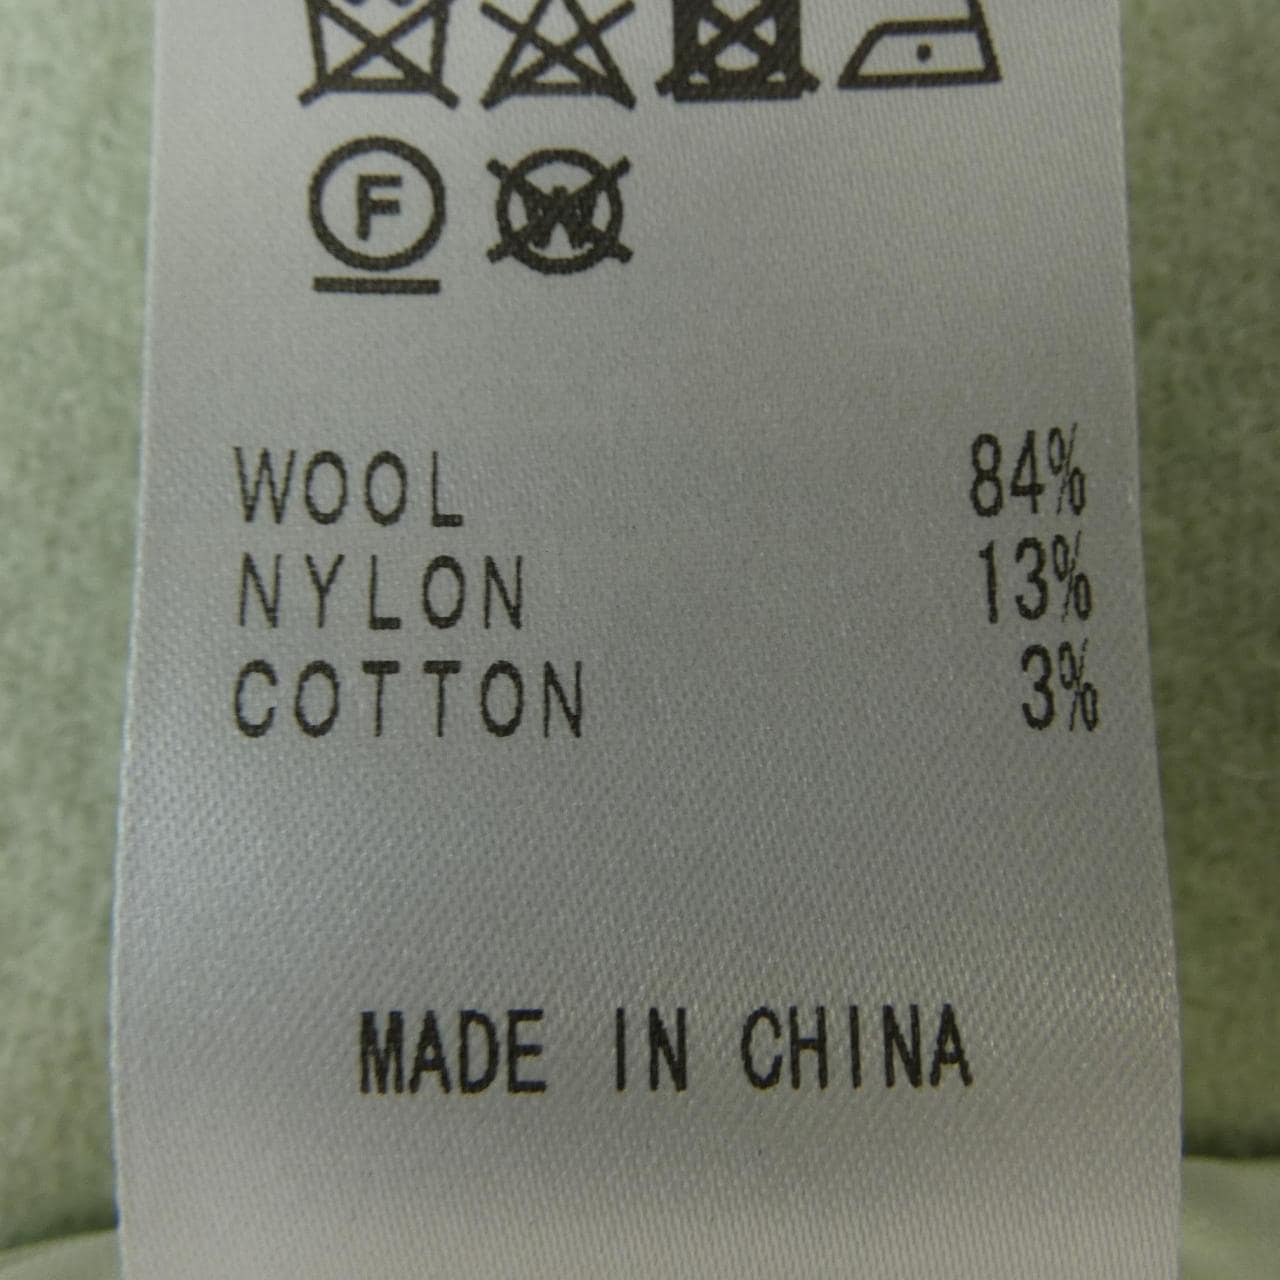 F
W
WOOL 84%
NYLON 13%
COTTON 3%
MADE IN CHINA